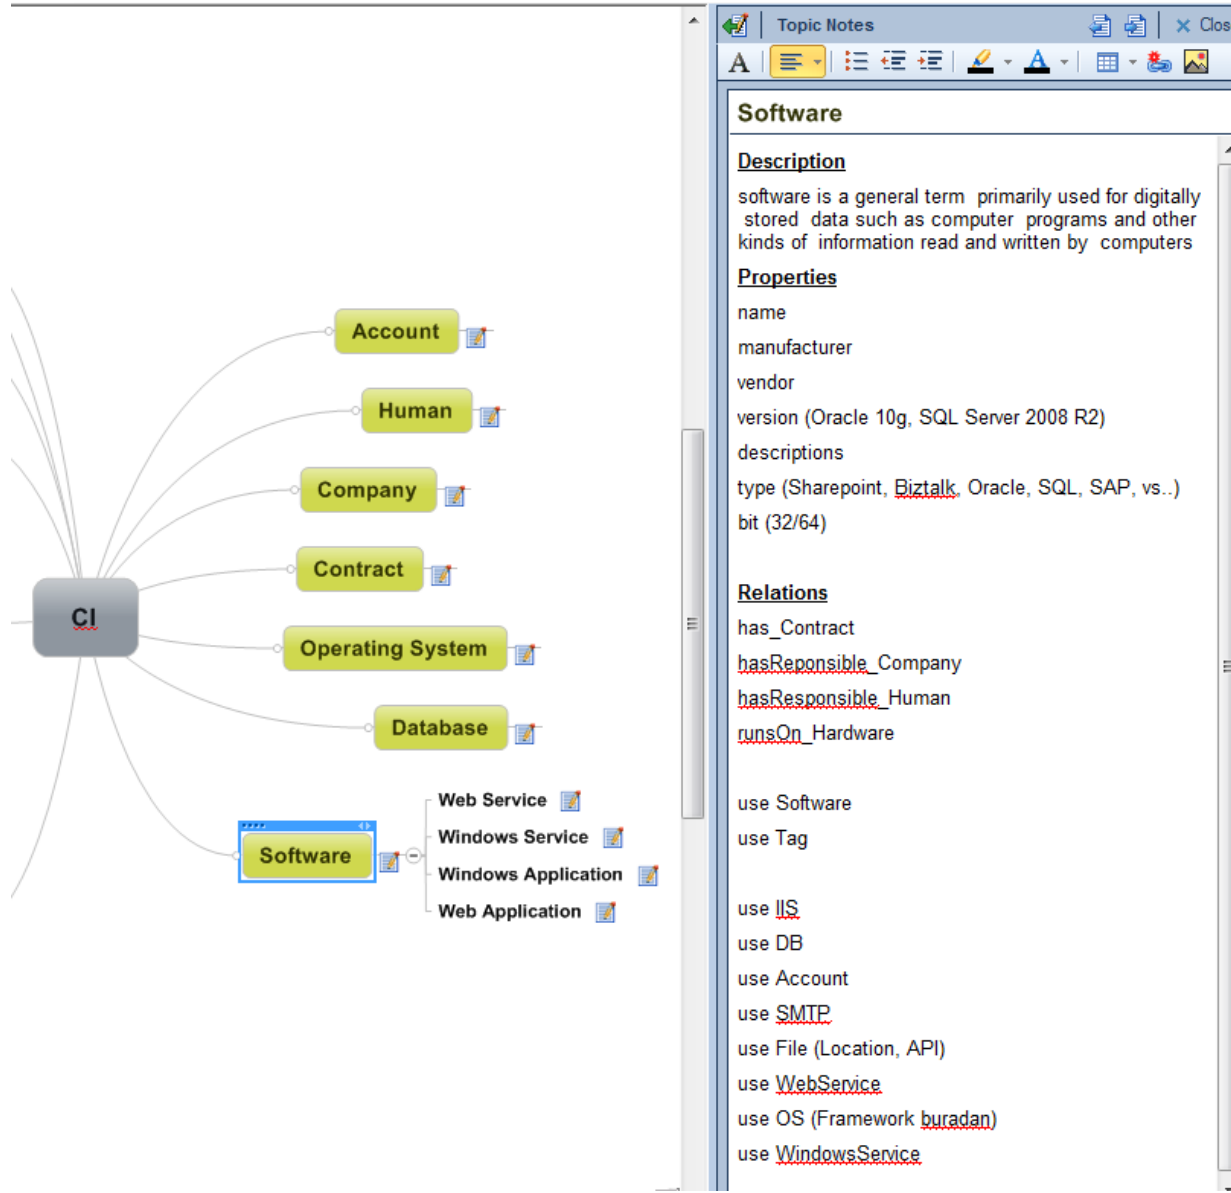 Topic Notes
Clos
A
A
Software
Description
software is a general term primarily used for digitally
stored data such as computer programs and other
kinds of information read and written by computers
Properties
name
manufacturer
vendor
version (Oracle 10g, SQL Server 2008 R2)
descriptions
type (Sharepoint, Biztalk, Oracle, SQL, SAP, vs..)
bit (32/64)
Relations
has_Contract
hasReponsible_Company
hasResponsible_Human
runsOn_Hardware
use Software
use Tag
use IIS
use DB
use Account
use SMTP
use File (Location, API)
use WebService
use OS (Framework buradan)
use WindowsService
CI
Account
Human
Company
Contract
Operating System
Database
Software
Web Service
Windows Service
Windows Application
Web Application